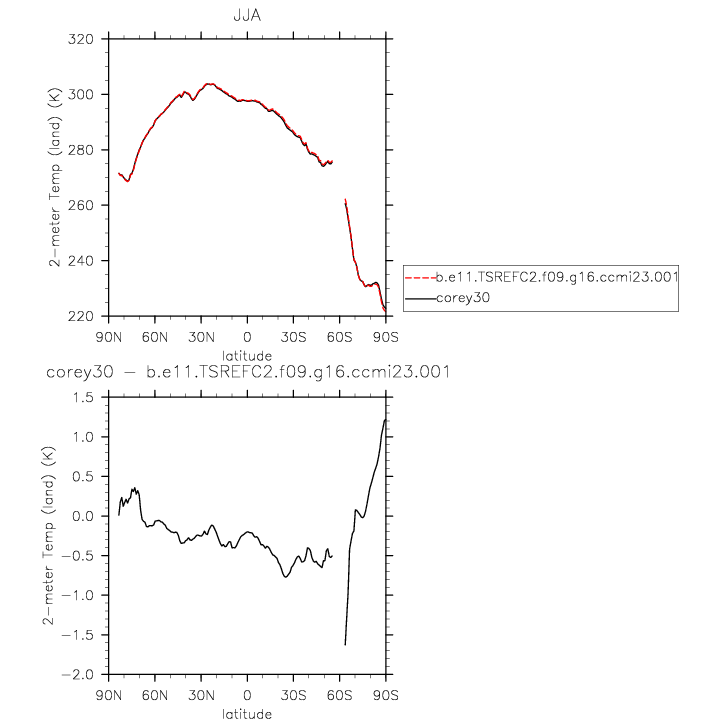 JJA
320
300
280
260
240
220
2-meter Temp (land) (K)
90N 60N 30N 0 30S 60S 90S
latitude
b.e11.TSREFC2.f09.g16.ccmi23.001
corey30
corey30 - b.e11.TSREFC2.f09.g16.ccmi23.001
1.5
1.0
0.5
0.0
-0.5
-1.0
-1.5
-2.0
2-meter Temp (land) (K)
90N 60N 30N 0 30S 60S 90S
latitude